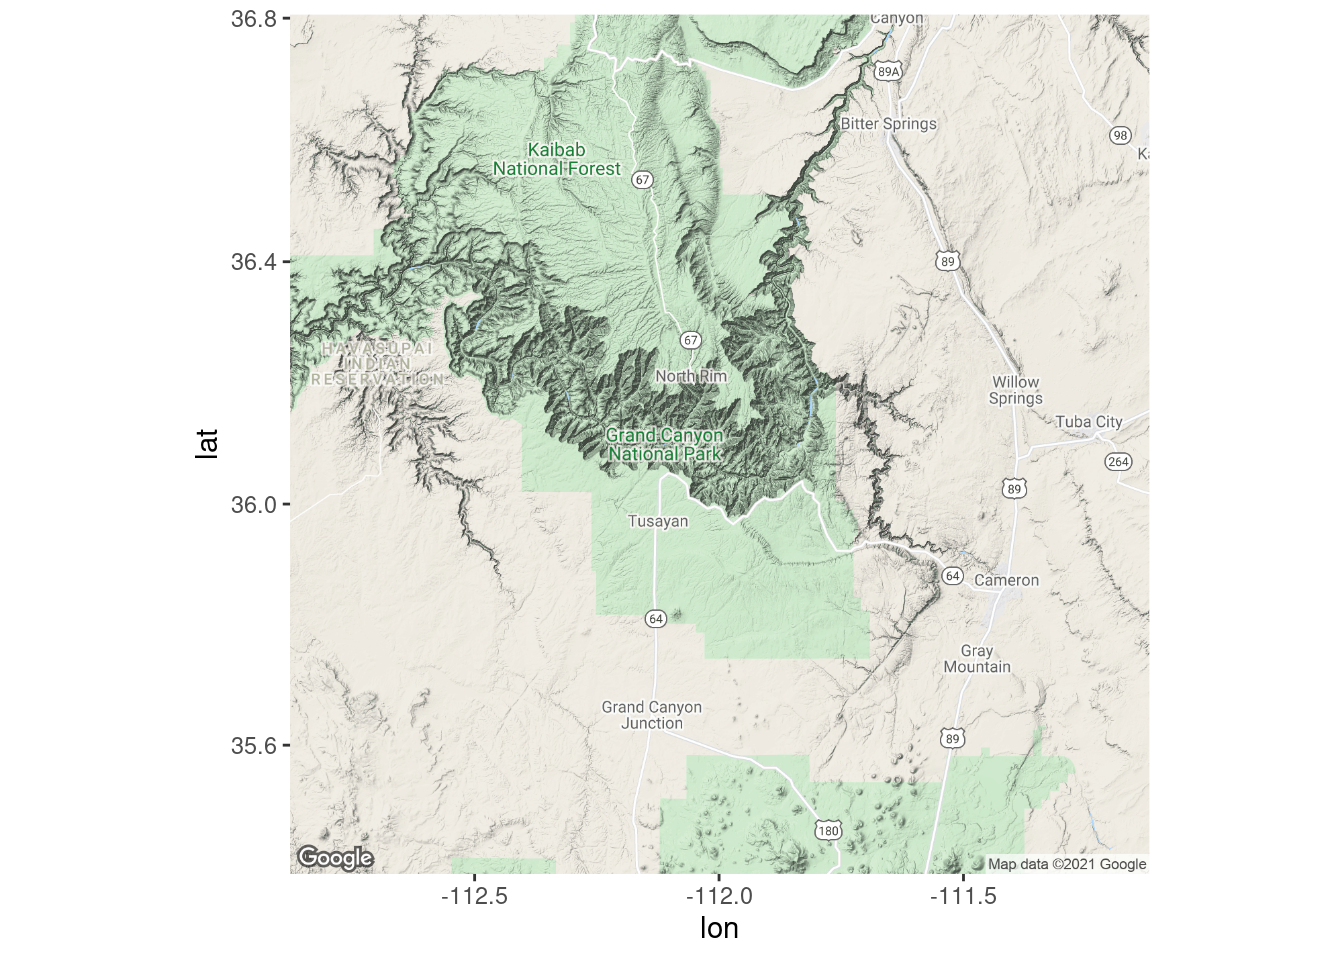 36.8
Canyon
89A
Bitter Springs
98
Kaibab
National Forest
67
36.4
89
67
HAVASUPAI
INDIAN
RESERVATION
North Rim
Willow
Springs
Tuba City
lat
Grand Canyon
National Park
264
89
36.0
Tusayan
64
Cameron
64
Gray
Mountain
Grand Canyon
Junction
89
35.6
180
Google
Map data ©2021 Google
-112.5
-112.0
-111.5
lon